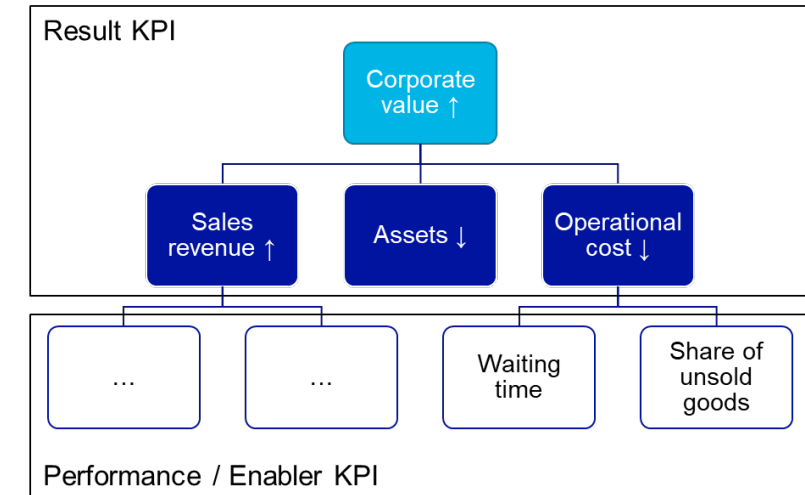 Result KPI
Corporate
value ↑
Sales
revenue ↑
Assets ↓
Operational
cost ↓
...
...
Waiting
time
Share of
unsold
goods
Performance / Enabler KPI